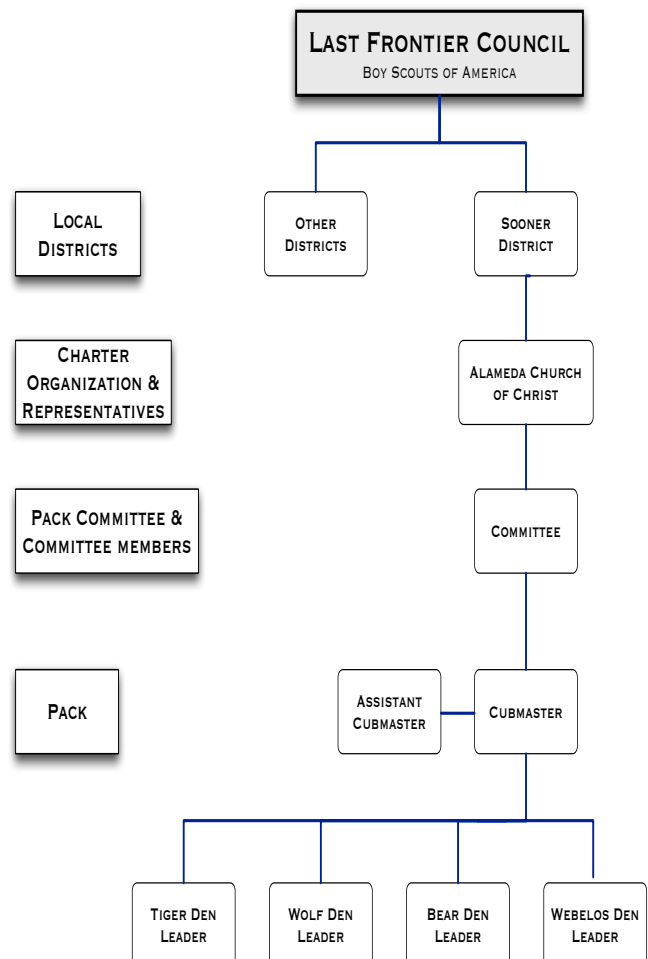 Last Frontier Council
Boy Scouts of America
Local
Districts
Other
Districts
Sooner
District
Charter
Organization &
Representatives
Alameda Church
of Christ
Pack Committee &
Committee members
Committee
Pack
Assistant
Cubmaster
Cubmaster
Tiger Den
Leader
Wolf Den
Leader
Bear Den
Leader
Webelos Den
Leader